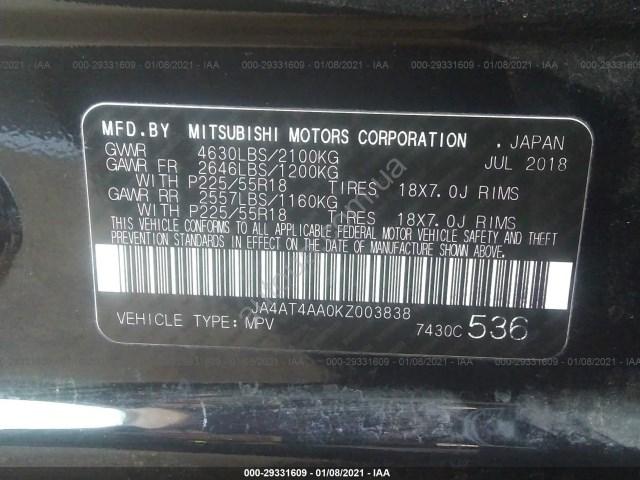 000-29331609 - 01/08/2021 - IAA
MFD.BY MITSUBISHI MOTORS CORPORATION . JAPAN
GVWR 4630LBS/2100KG JUL 2018
GAWR FR 2646LBS/1200KG
WITH P225/55R18 TIRES 18X7.0J RIMS
GAWR RR 2557LBS/1160KG
WITH P225/55R18 TIRES 18X7.0J RIMS
THIS VEHICLE CONFORMS TO ALL APPLICABLE FEDERAL MOTOR VEHICLE SAFETY AND THEFT
PREVENTION STANDARDS IN EFFECT ON THE DATE OF MANUFACTURE SHOWN ABOVE.
JA4AT4AA0KZ003838
VEHICLE TYPE: MPV 7430C 536
000-29331609 - 01/08/2021 - IAA